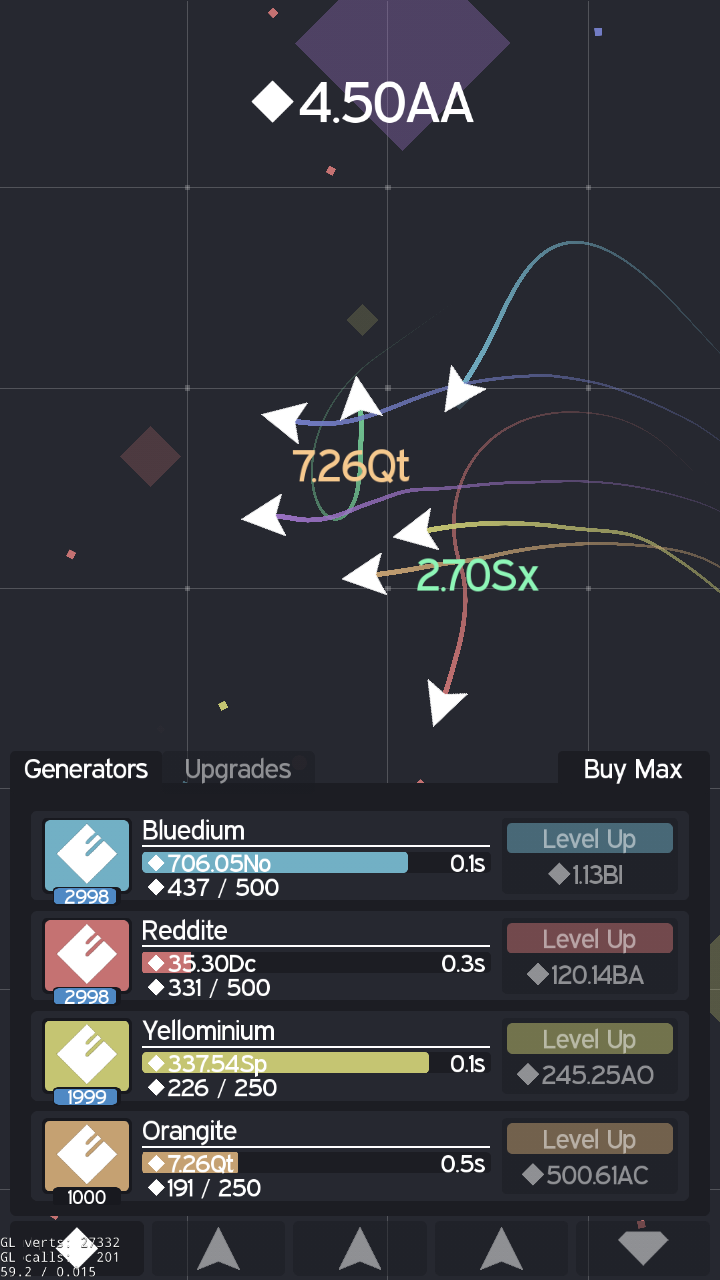 4.50AA
7.26Qt
2.70Sx
Generators
Upgrades
Buy Max
Bluedium
706.05No
0.1s
437 / 500
2998
Level Up
1.13BI
Reddite
35.30Dc
0.3s
331 / 500
2998
Level Up
120.14BA
Yellominium
337.54Sp
0.1s
226 / 250
1999
Level Up
245.25AO
Orangite
7.26Qt
0.5s
191 / 250
1000
Level Up
500.61AC
GL verts: 27332
GL calls: 201
59.2 / 0.015